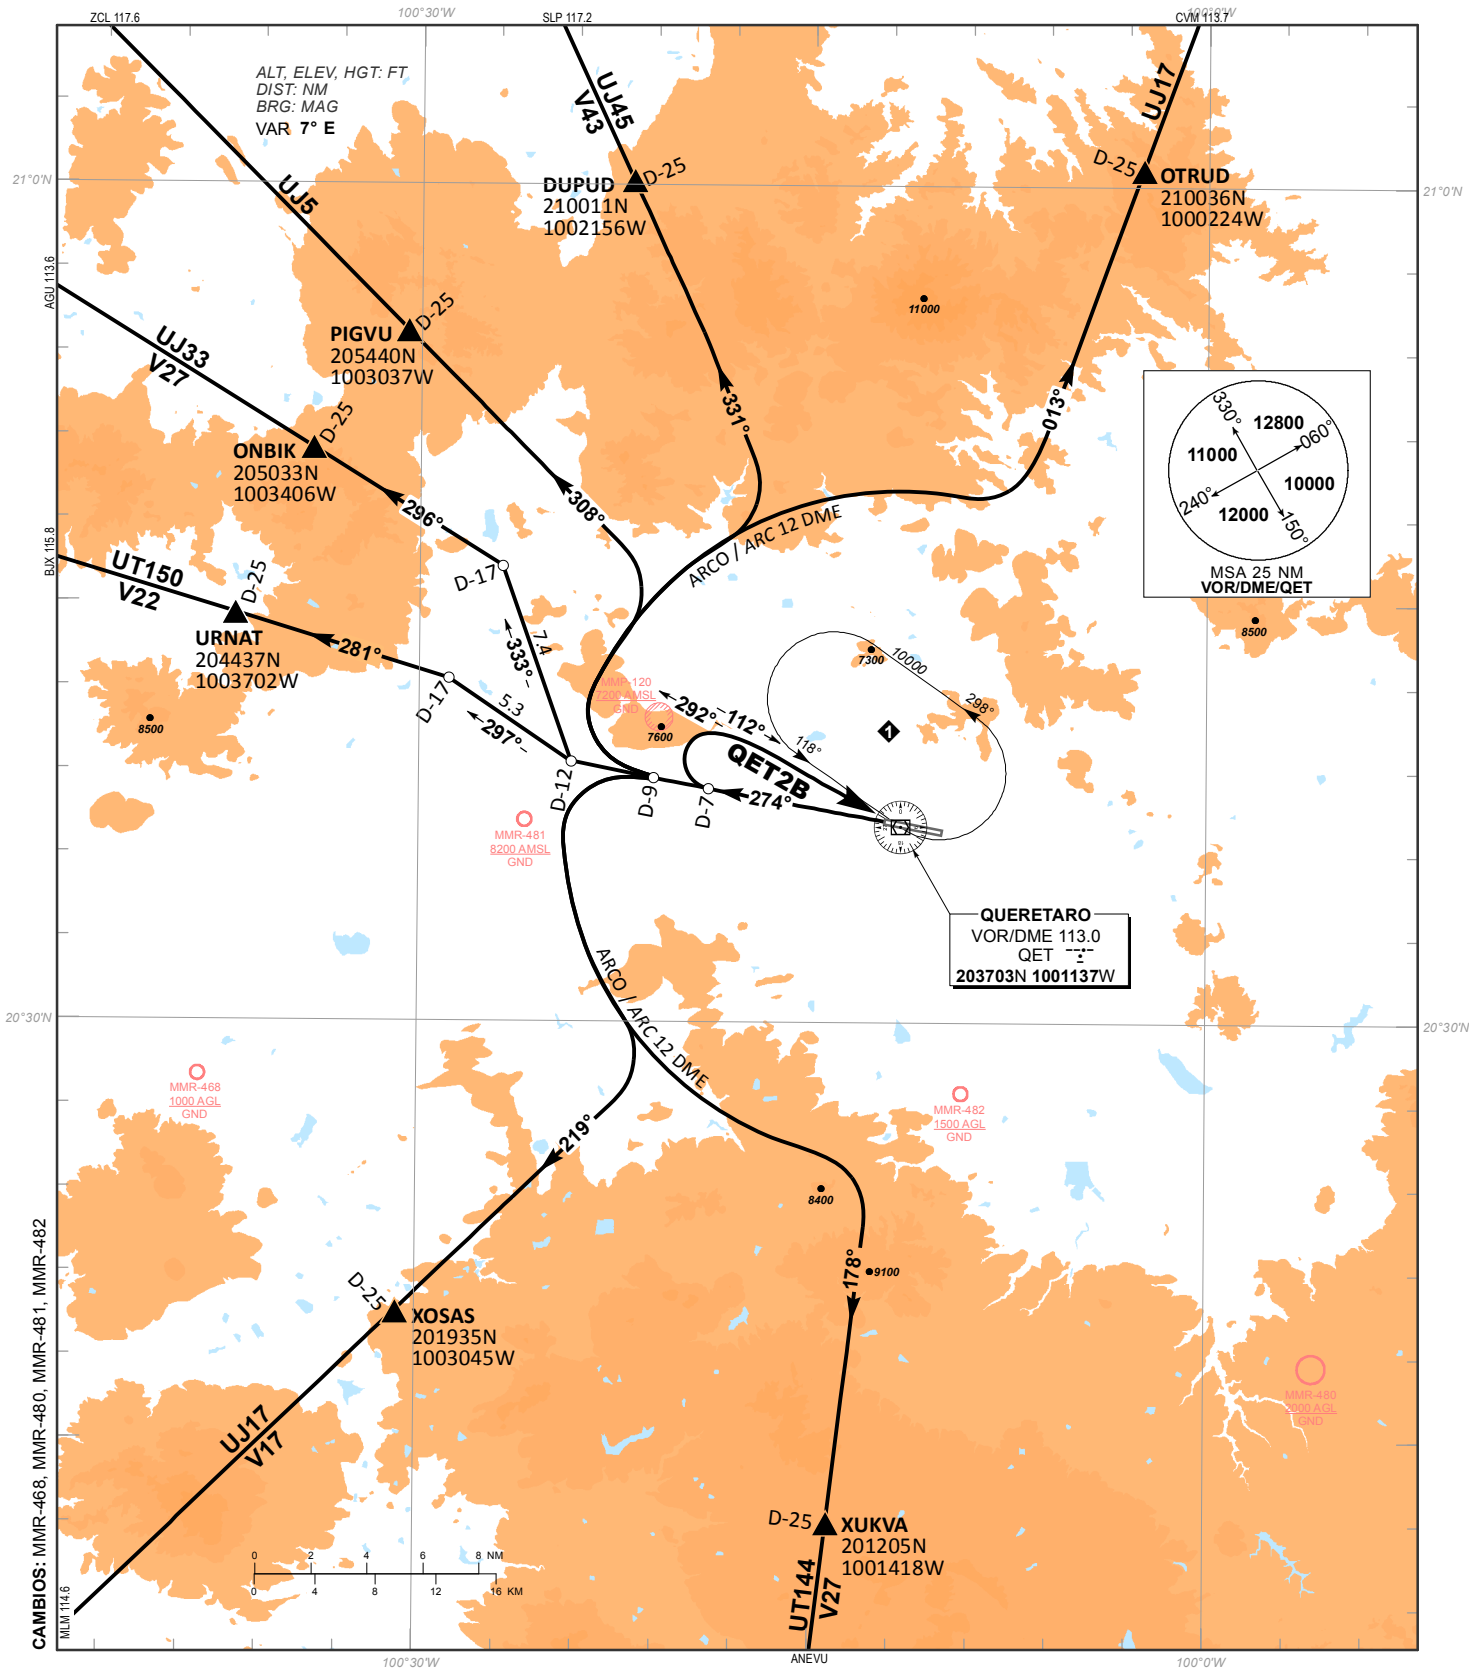 100°30'W
100°0'W
ZCL 117.6
SLP 117.2
CVM 113.7
ALT, ELEV, HGT: FT
DIST: NM
BRG: MAG
VAR 7° E
UJ45
V43
UJ17
UJ5
21°0'N
21°0'N
D-25
DUPUD
210011N
1002156W
D-25
OTRUD
210036N
1000224W
AGU 113.6
11000
D-25
PIGVU
205440N
1003037W
UJ33
V27
331°
013°
330°
060°
240°
150°
12800
11000
10000
12000
MSA 25 NM
VOR/DME/QET
D-25
ONBIK
205033N
1003406W
296°
308°
ARCO / ARC 12 DME
BJX 115.8
UT150
V22
D-25
D-17
URNAT
204437N
1003702W
281°
333°
7.4
8500
7300
10000
298°
MMP-120
7200 AMSL
GND
7600
292°
112°
118°
1
D-17
5.3
297°
8500
QET2B
274°
D-12
D-9
D-7
0
18
MMR-481
8200 AMSL
GND
QUERETARO
VOR/DME 113.0
QET
203703N 1001137W
ARCO / ARC 12 DME
20°30'N
20°30'N
MMR-468
1000 AGL
GND
MMR-482
1500 AGL
GND
219°
8400
178°
9100
D-25
XOSAS
201935N
1003045W
MMR-480
2000 AGL
GND
UJ17
V17
D-25
XUKVA
201205N
1001418W
UT144
V27
0 2 4 6 8 NM
0 4 8 12 16 KM
CAMBIOS: MMR-468, MMR-480, MMR-481, MMR-482
MLM 114.6
ANEVU
100°30'W
100°0'W